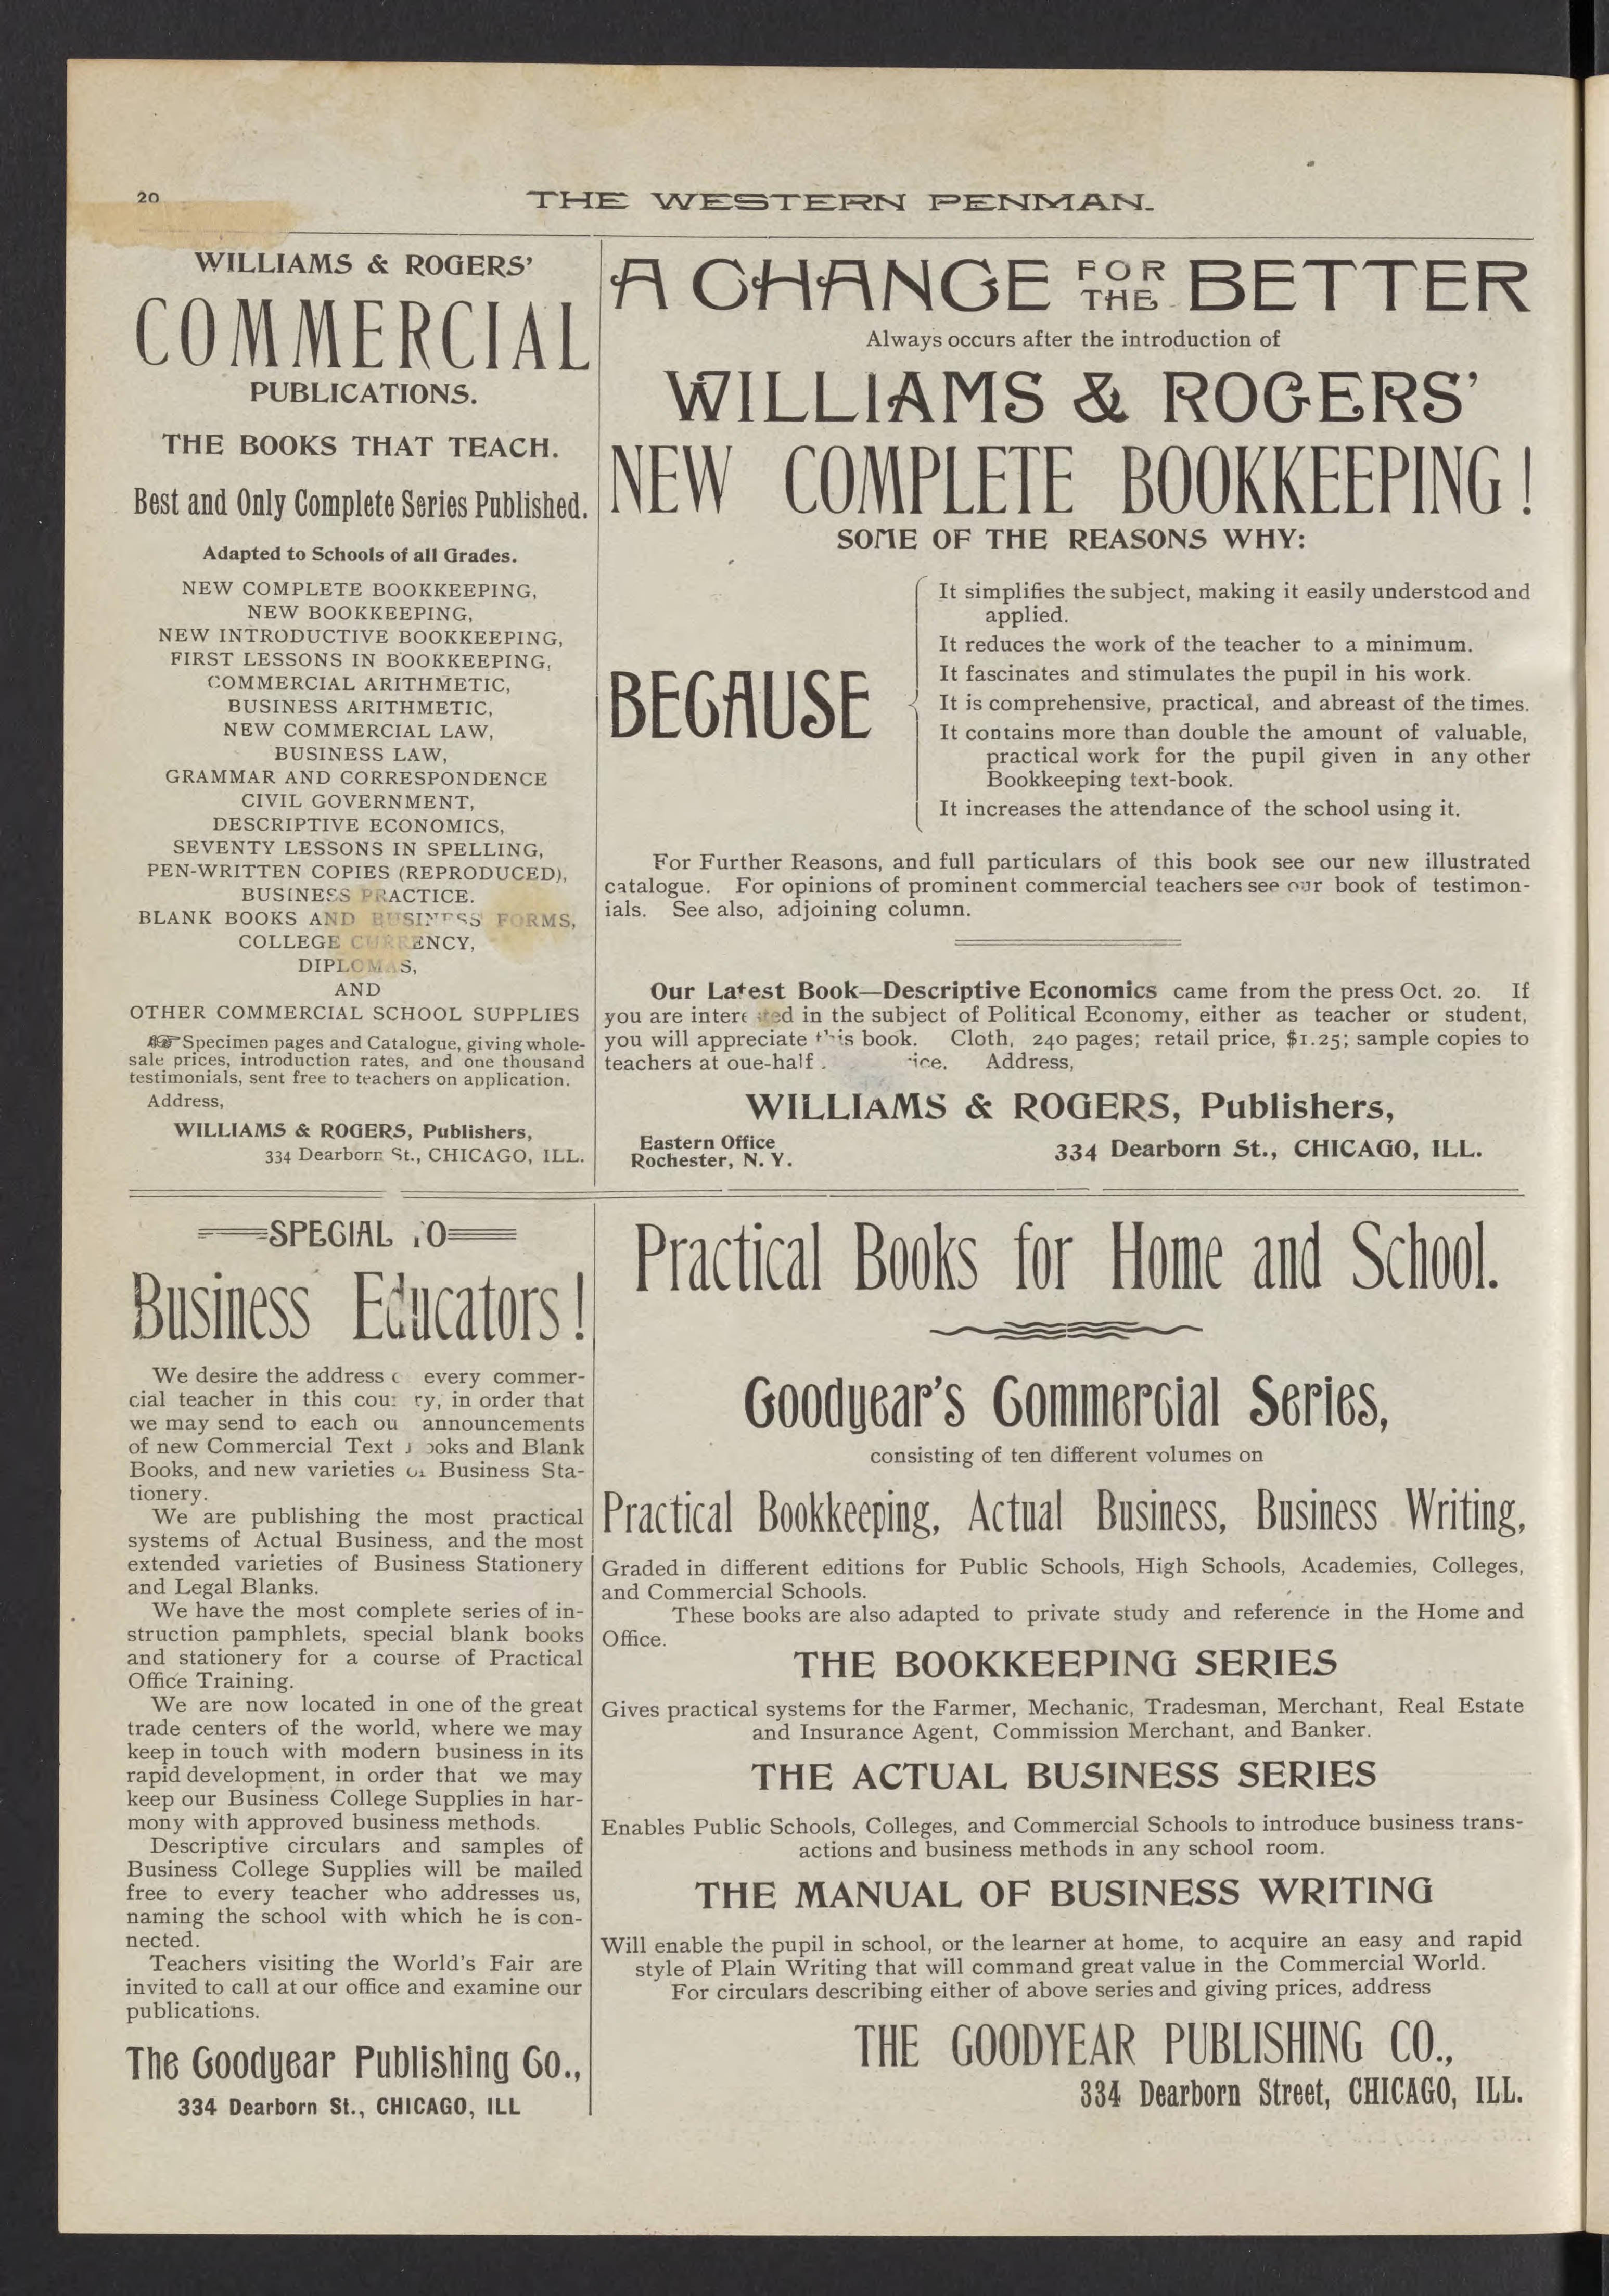 20
THE WESTERN PENMAN.
WILLIAMS & ROGERS'
COMMERCIAL
PUBLICATIONS.
THE BOOKS THAT TEACH.
Best and Only Complete Series Published.
Adapted to Schools of all Grades.
NEW COMPLETE BOOKKEEPING,
NEW BOOKKEEPING,
NEW INTRODUCTIVE BOOKKEEPING,
FIRST LESSONS IN BOOKKEEPING,
COMMERCIAL ARITHMETIC,
BUSINESS ARITHMETIC,
NEW COMMERCIAL LAW,
BUSINESS LAW,
GRAMMAR AND CORRESPONDENCE
CIVIL GOVERNMENT,
DESCRIPTIVE ECONOMICS,
SEVENTY LESSONS IN SPELLING,
PEN-WRITTEN COPIES (REPRODUCED),
BUSINESS PRACTICE.
BLANK BOOKS AND BUSINESS FORMS,
COLLEGE CURRENCY,
DIPLOMAS,
AND
OTHER COMMERCIAL SCHOOL SUPPLIES
☞Specimen pages and Catalogue, giving whole-
sale prices, introduction rates, and one thousand
testimonials, sent free to teachers on application.
Address,
WILLIAMS & ROGERS, Publishers,
334 Dearborn St., CHICAGO, ILL.
A CHANGE FOR THE BETTER
Always occurs after the introduction of
WILLIAMS & ROGERS'
NEW COMPLETE BOOKKEEPING!
SOME OF THE REASONS WHY:
BECAUSE
It simplifies the subject, making it easily understood and
applied.
It reduces the work of the teacher to a minimum.
It fascinates and stimulates the pupil in his work.
It is comprehensive, practical, and abreast of the times.
It contains more than double the amount of valuable,
practical work for the pupil given in any other
Bookkeeping text-book.
It increases the attendance of the school using it.
For Further Reasons, and full particulars of this book see our new illustrated
catalogue. For opinions of prominent commercial teachers see our book of testimon-
ials. See also, adjoining column.
Our Latest Book—Descriptive Economics came from the press Oct. 20. If
you are interested in the subject of Political Economy, either as teacher or student,
you will appreciate this book. Cloth, 240 pages; retail price, $1.25; sample copies to
teachers at oue-half Address,
WILLIAMS & ROGERS, Publishers,
Eastern Office
Rochester, N. Y.
334 Dearborn St., CHICAGO, ILL.
SPECIAL TO
Business Educators!
We desire the address every commer-
cial teacher in this country, in order that
we may send to each our announcements
of new Commercial Text Books and Blank
Books, and new varieties of Business Sta-
tionery.
We are publishing the most practical
systems of Actual Business, and the most
extended varieties of Business Stationery
and Legal Blanks.
We have the most complete series of in-
struction pamphlets, special blank books
and stationery for a course of Practical
Office Training.
We are now located in one of the great
trade centers of the world, where we may
keep in touch with modern business in its
rapid development, in order that we may
keep our Business College Supplies in har-
mony with approved business methods.
Descriptive circulars and samples of
Business College Supplies will be mailed
free to every teacher who addresses us,
naming the school with which he is con-
nected.
Teachers visiting the World's Fair are
invited to call at our office and examine our
publications.
The Goodyear Publishing Co.,
334 Dearborn St., CHICAGO, ILL
Practical Books for Home and School.
Goodyear's Commercial Series,
consisting of ten different volumes on
Practical Bookkeeping, Actual Business, Business Writing,
Graded in different editions for Public Schools, High Schools, Academies, Colleges,
and Commercial Schools.
These books are also adapted to private study and reference in the Home and
Office.
THE BOOKKEEPING SERIES
Gives practical systems for the Farmer, Mechanic, Tradesman, Merchant, Real Estate
and Insurance Agent, Commission Merchant, and Banker.
THE ACTUAL BUSINESS SERIES
Enables Public Schools, Colleges, and Commercial Schools to introduce business trans-
actions and business methods in any school room.
THE MANUAL OF BUSINESS WRITING
Will enable the pupil in school, or the learner at home, to acquire an easy and rapid
style of Plain Writing that will command great value in the Commercial World.
For circulars describing either of above series and giving prices, address
THE GOODYEAR PUBLISHING CO.,
334 Dearborn Street, CHICAGO, ILL.